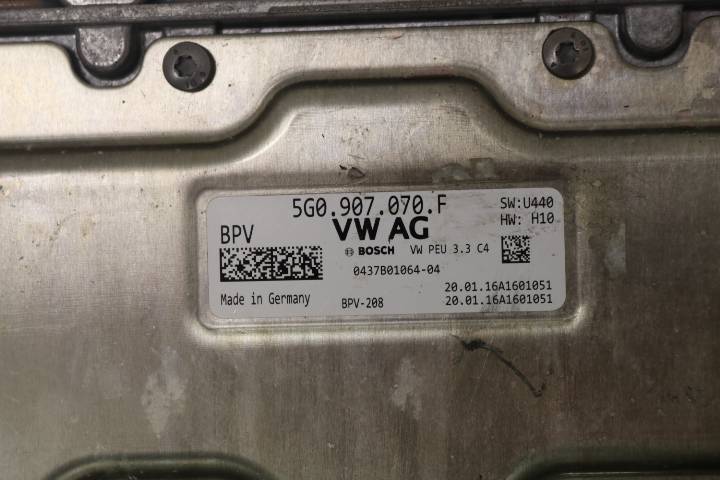 5G0.907.070.F
SW:U440
HW: H10
BPV
VW AG
BOSCH VW PEU 3.3 C4
0437B01064-04
Made in Germany
BPV-208
20.01.16A1601051
20.01.16A1601051